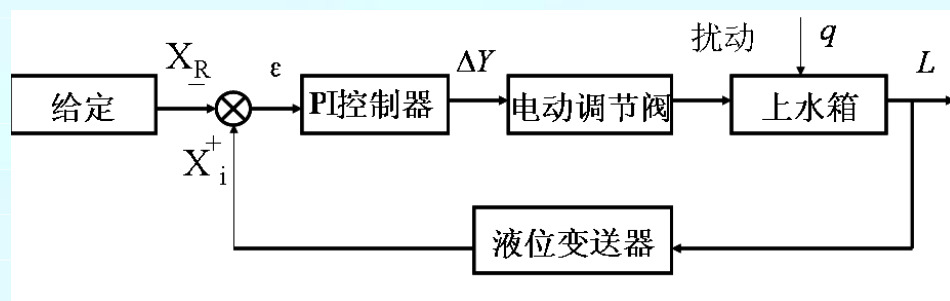 扰动
q
X_R
ε
ΔY
L
−
给定
PI控制器
电动调节阀
上水箱
+
X_i
液位变送器